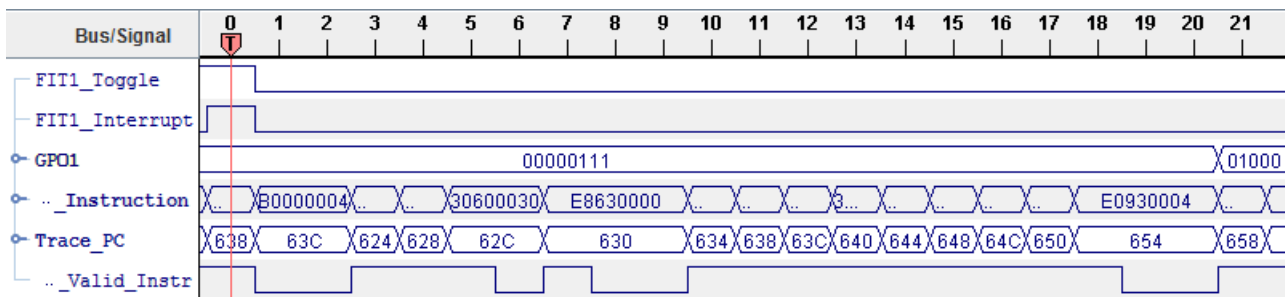 Bus/Signal 0 1 2 3 4 5 6 7 8 9 10 11 12 13 14 15 16 17 18 19 20 21
T
FIT1_Toggle
FIT1_Interrupt
GPO1 00000111 01000
.._Instruction .. B0000004 .. .. 30600030 E8630000 .. .. .. 3... .. .. .. .. E0930004 ..
Trace_PC 638 63C 624 628 62C 630 634 638 63C 640 644 648 64C 650 654 658
.._Valid_Instr